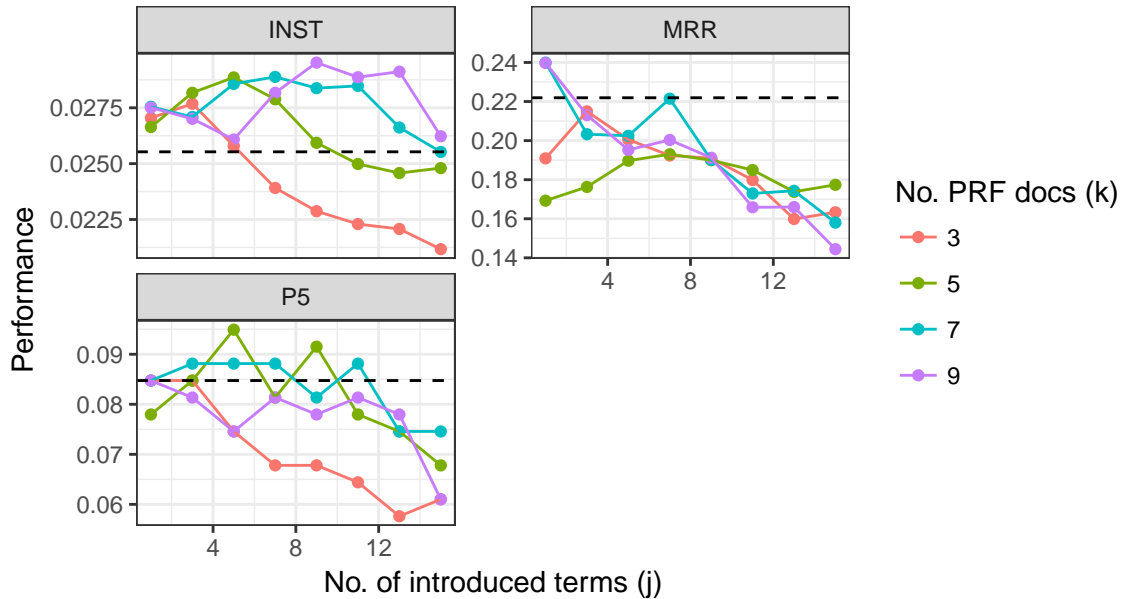 INST
MRR
0.0275
0.0250
0.0225
0.24
0.22
0.20
0.18
0.16
0.14
4 8 12
P5
0.09
0.08
0.07
0.06
4 8 12
Performance
No. of introduced terms (j)
No. PRF docs (k)
3
5
7
9